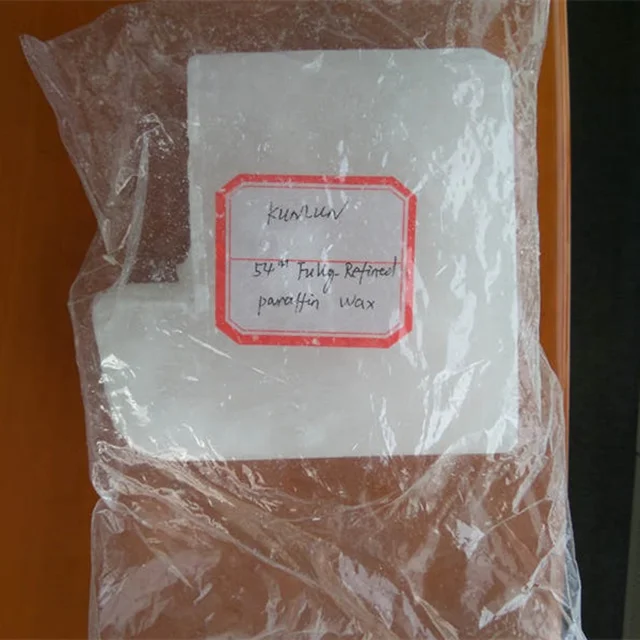 KUNLUN
54# Fully Refined
paraffin wax